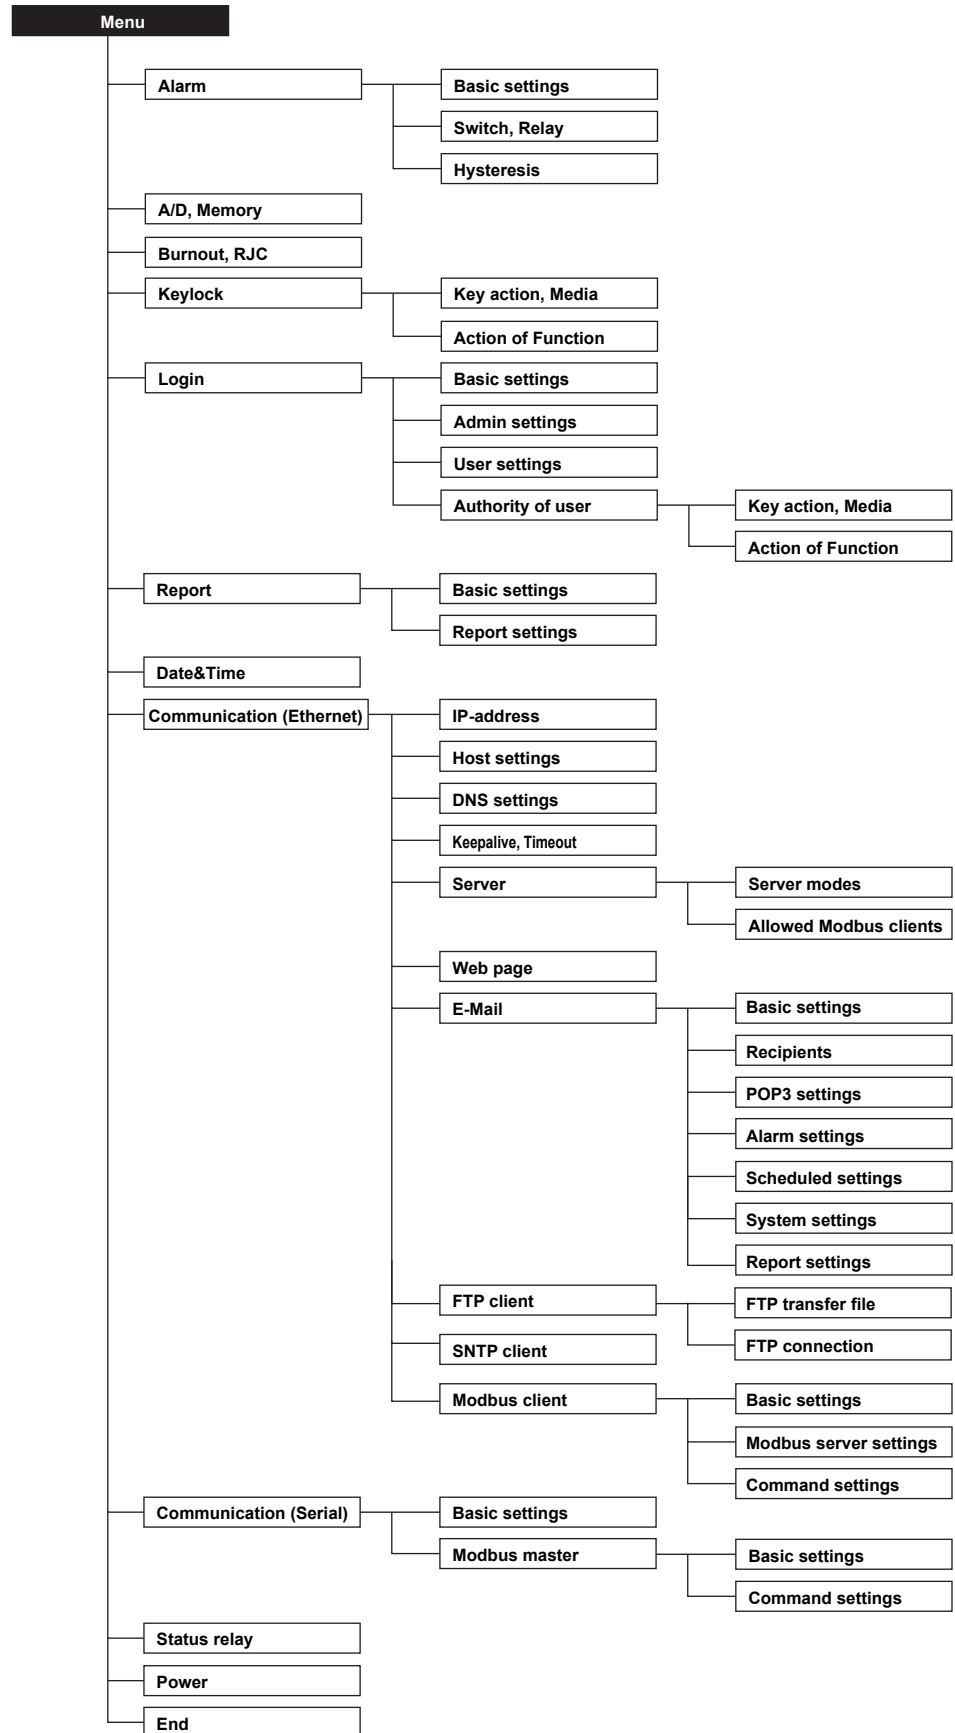 Menu
Alarm
Basic settings
Switch, Relay
Hysteresis
A/D, Memory
Burnout, RJC
Keylock
Key action, Media
Action of Function
Login
Basic settings
Admin settings
User settings
Authority of user
Key action, Media
Action of Function
Report
Basic settings
Report settings
Date&Time
Communication (Ethernet)
IP-address
Host settings
DNS settings
Keepalive, Timeout
Server
Server modes
Allowed Modbus clients
Web page
E-Mail
Basic settings
Recipients
POP3 settings
Alarm settings
Scheduled settings
System settings
Report settings
FTP client
FTP transfer file
FTP connection
SNTP client
Modbus client
Basic settings
Modbus server settings
Command settings
Communication (Serial)
Basic settings
Modbus master
Basic settings
Command settings
Status relay
Power
End